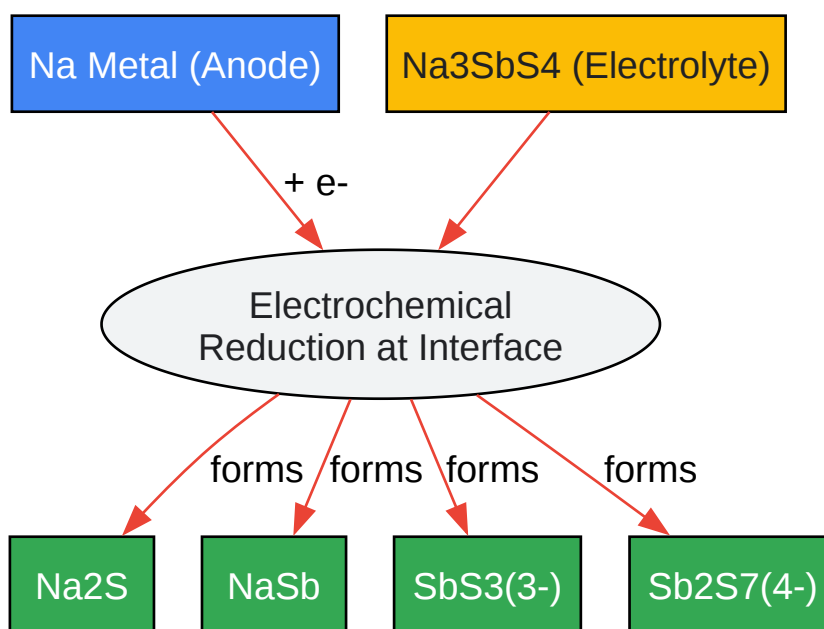 Na Metal (Anode)
Na3SbS4 (Electrolyte)
+ e-
Electrochemical
Reduction at Interface
forms
forms
forms
forms
Na2S
NaSb
SbS3(3-)
Sb2S7(4-)